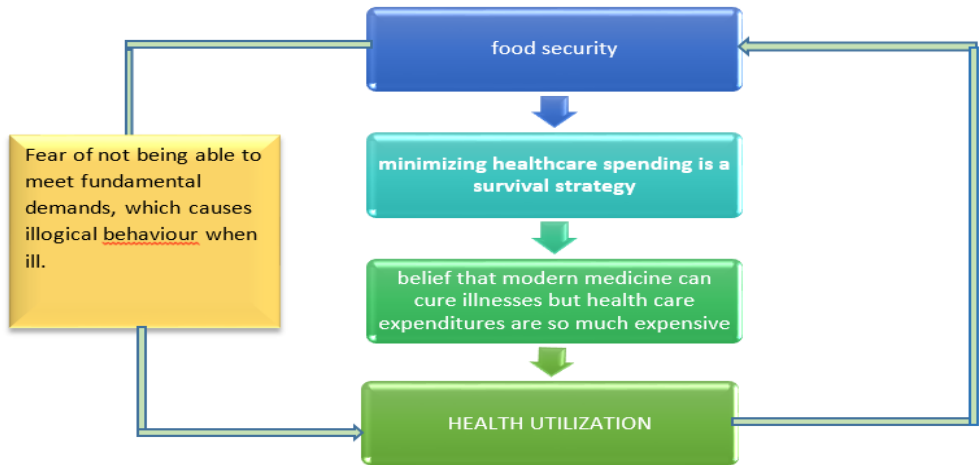 food security
Fear of not being able to
meet fundamental
demands, which causes
illogical behaviour when
ill.
minimizing healthcare spending is a
survival strategy
belief that modern medicine can
cure illnesses but health care
expenditures are so much expensive
HEALTH UTILIZATION